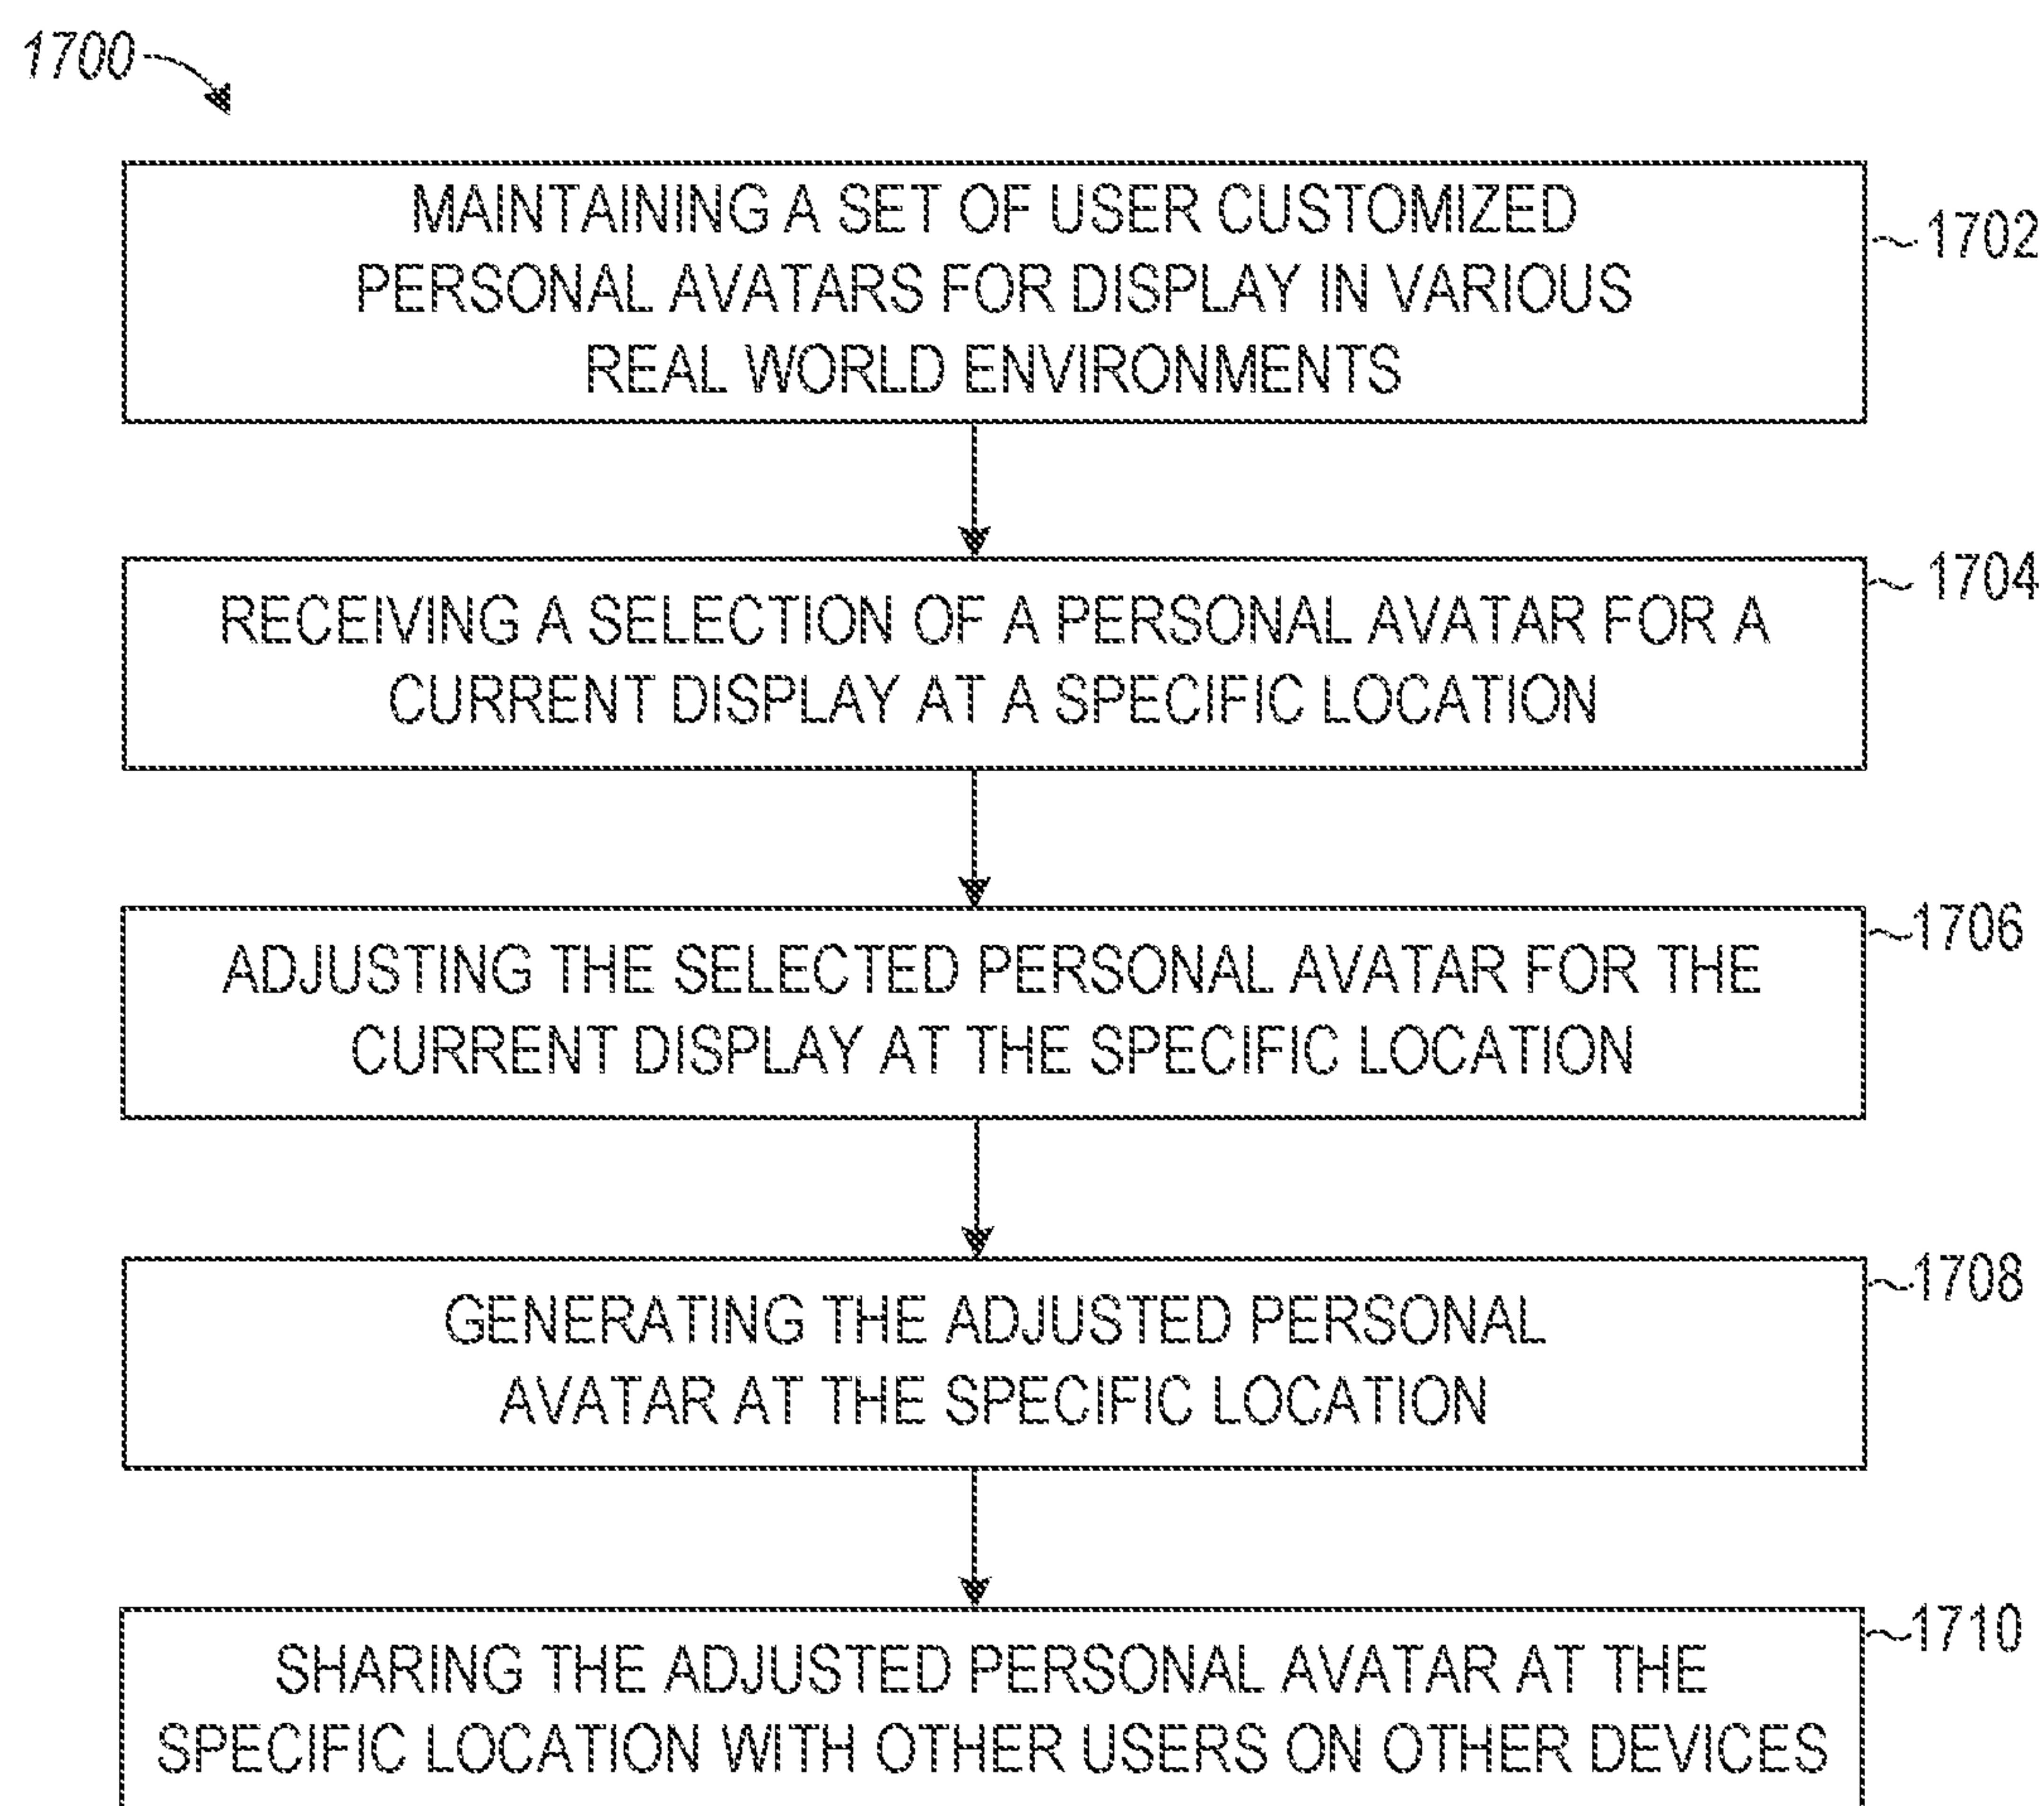 1700
MAINTAINING A SET OF USER CUSTOMIZED
PERSONAL AVATARS FOR DISPLAY IN VARIOUS
REAL WORLD ENVIRONMENTS
1702
RECEIVING A SELECTION OF A PERSONAL AVATAR FOR A
CURRENT DISPLAY AT A SPECIFIC LOCATION
1704
ADJUSTING THE SELECTED PERSONAL AVATAR FOR THE
CURRENT DISPLAY AT THE SPECIFIC LOCATION
1706
GENERATING THE ADJUSTED PERSONAL
AVATAR AT THE SPECIFIC LOCATION
1708
SHARING THE ADJUSTED PERSONAL AVATAR AT THE
SPECIFIC LOCATION WITH OTHER USERS ON OTHER DEVICES
1710